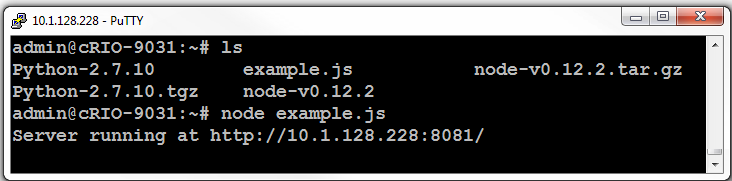 10.1.128.228 - PuTTY
admin@cRIO-9031:~# ls
Python-2.7.10 example.js node-v0.12.2.tar.gz
Python-2.7.10.tgz node-v0.12.2
admin@cRIO-9031:~# node example.js
Server running at http://10.1.128.228:8081/